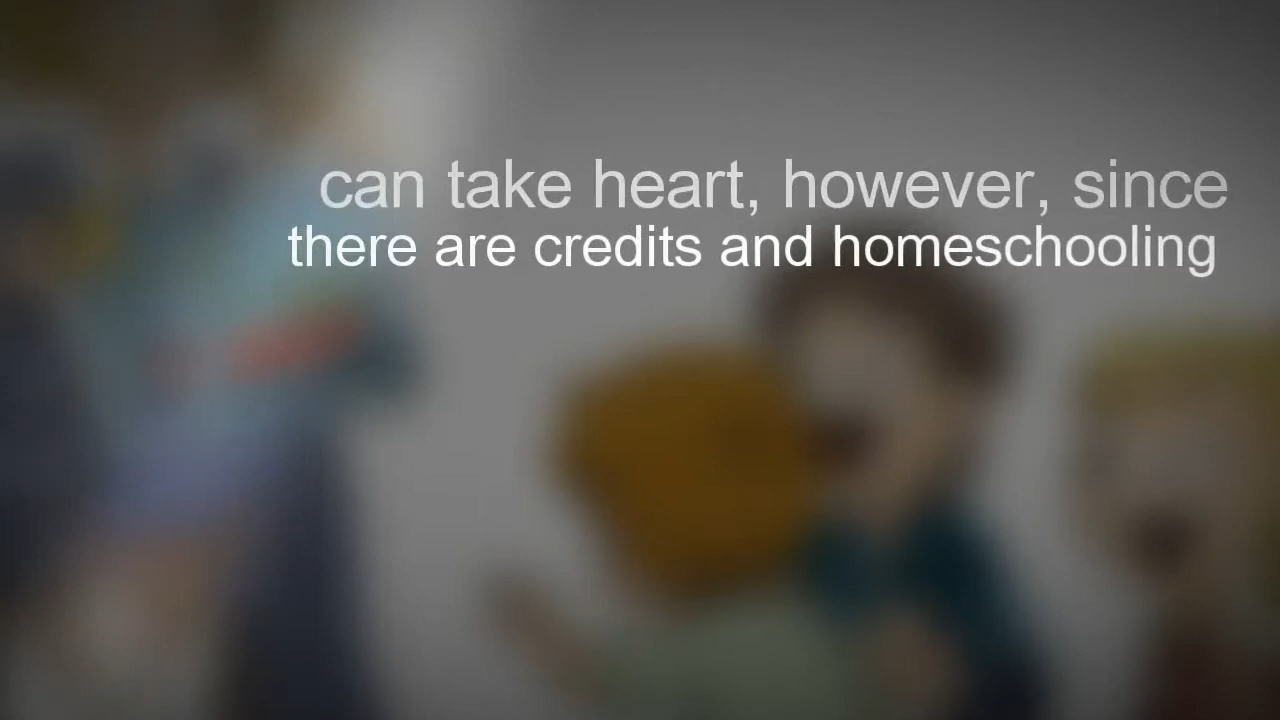 can take heart, however, since
there are credits and homeschooling